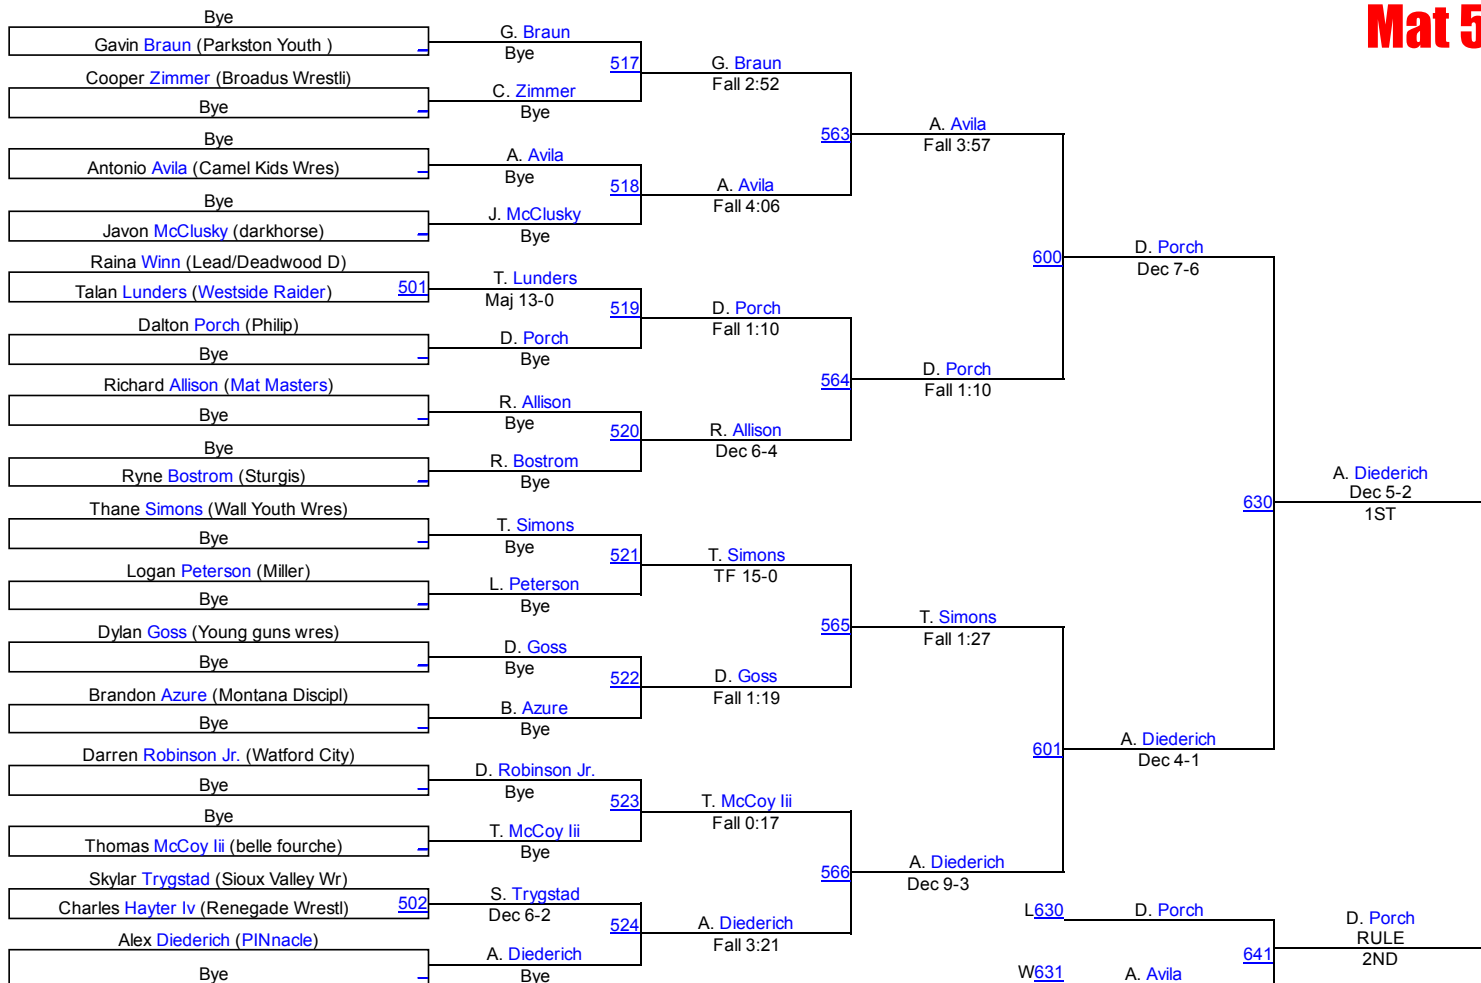 Mat 5
Bye
Gavin Braun (Parkston Youth )
Cooper Zimmer (Broadus Wrestli)
Bye
Bye
Antonio Avila (Camel Kids Wres)
Bye
Javon McClusky (darkhorse)
Raina Winn (Lead/Deadwood D)
Talan Lunders (Westside Raider)
501
Dalton Porch (Philip)
Bye
Richard Allison (Mat Masters)
Bye
Bye
Ryne Bostrom (Sturgis)
Thane Simons (Wall Youth Wres)
Bye
Logan Peterson (Miller)
Bye
Dylan Goss (Young guns wres)
Bye
Brandon Azure (Montana Discipl)
Bye
Darren Robinson Jr. (Watford City)
Bye
Bye
Thomas McCoy Iii (belle fourche)
Skylar Trygstad (Sioux Valley Wr)
Charles Hayter Iv (Renegade Wrestl)
502
Alex Diederich (PINnacle)
Bye
G. Braun
Bye
517
C. Zimmer
Bye
A. Avila
Bye
518
J. McClusky
Bye
T. Lunders
Maj 13-0
519
D. Porch
Bye
R. Allison
Bye
520
R. Bostrom
Bye
T. Simons
Bye
521
L. Peterson
Bye
D. Goss
Bye
522
B. Azure
Bye
D. Robinson Jr.
Bye
523
T. McCoy Iii
Bye
S. Trygstad
Dec 6-2
524
A. Diederich
Bye
G. Braun
Fall 2:52
563
A. Avila
Fall 4:06
D. Porch
Fall 1:10
564
R. Allison
Dec 6-4
T. Simons
TF 15-0
565
D. Goss
Fall 1:19
T. McCoy Iii
Fall 0:17
566
A. Diederich
Fall 3:21
A. Avila
Fall 3:57
600
D. Porch
Fall 1:10
T. Simons
Fall 1:27
601
A. Diederich
Dec 9-3
D. Porch
Dec 7-6
630
A. Diederich
Dec 4-1
A. Diederich
Dec 5-2
1ST
L630
D. Porch
641
W631
A. Avila
D. Porch
RULE
2ND